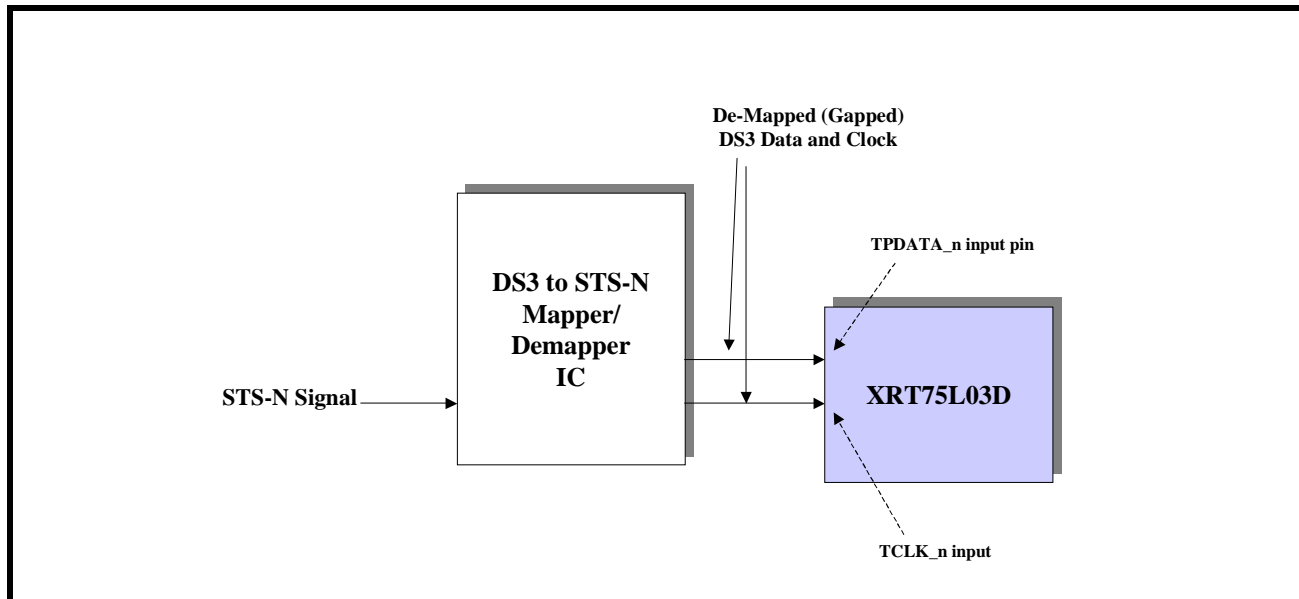 De-Mapped (Gapped)
DS3 Data and Clock
TPDATA_n input pin
DS3 to STS-N
Mapper/
Demapper
IC
STS-N Signal
XRT75L03D
TCLK_n input